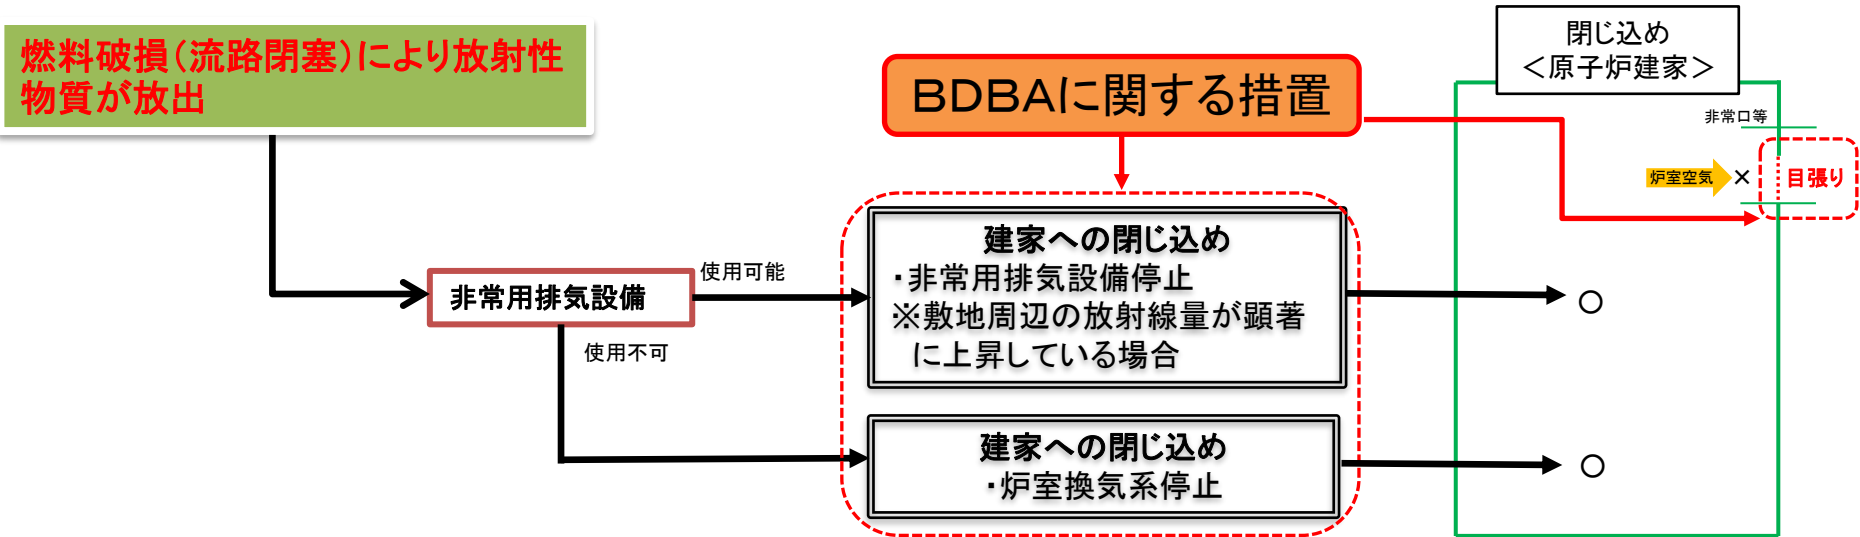 燃料破損（流路閉塞）により放射性
物質が放出
BDBAに関する措置
閉じ込め
＜原子炉建家＞
非常口等
炉室空気
×
目張り
非常用排気設備
使用可能
使用不可
建家への閉じ込め
・非常用排気設備停止
※敷地周辺の放射線量が顕著
に上昇している場合
○
建家への閉じ込め
・炉室換気系停止
○